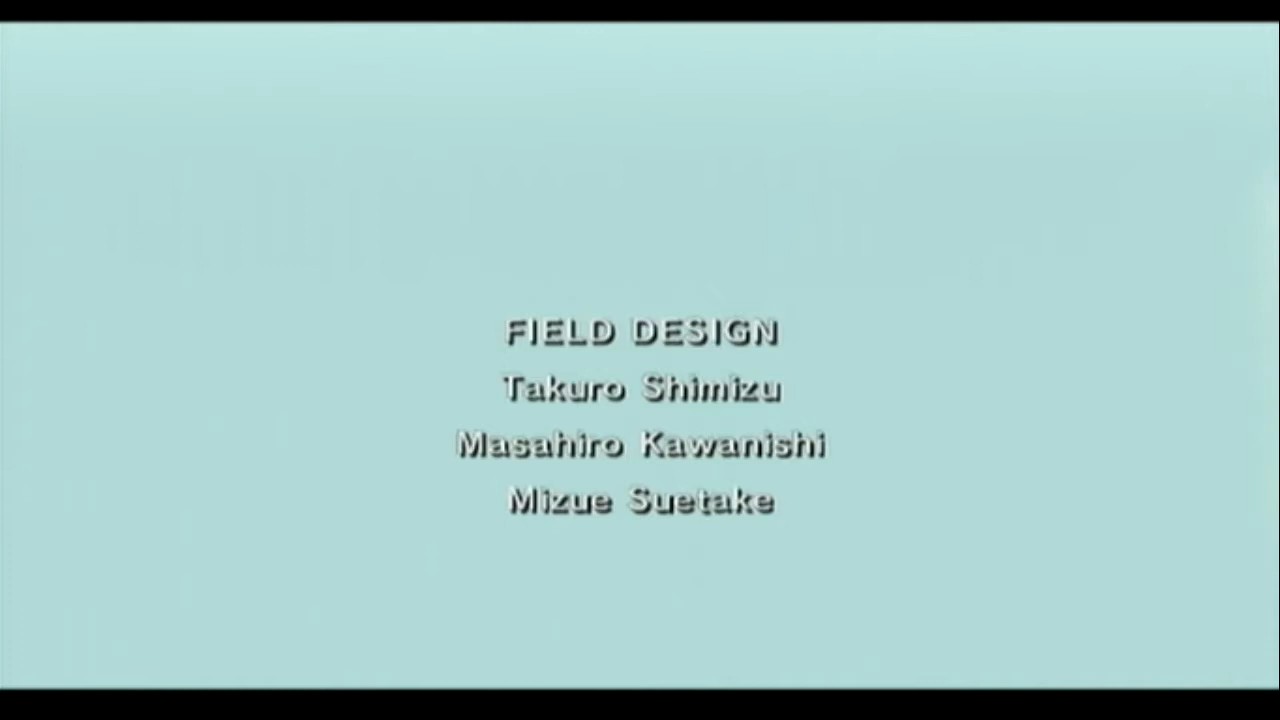 FIELD DESIGN
Takuro Shimizu
Masahiro Kawanishi
Mizue Suetake